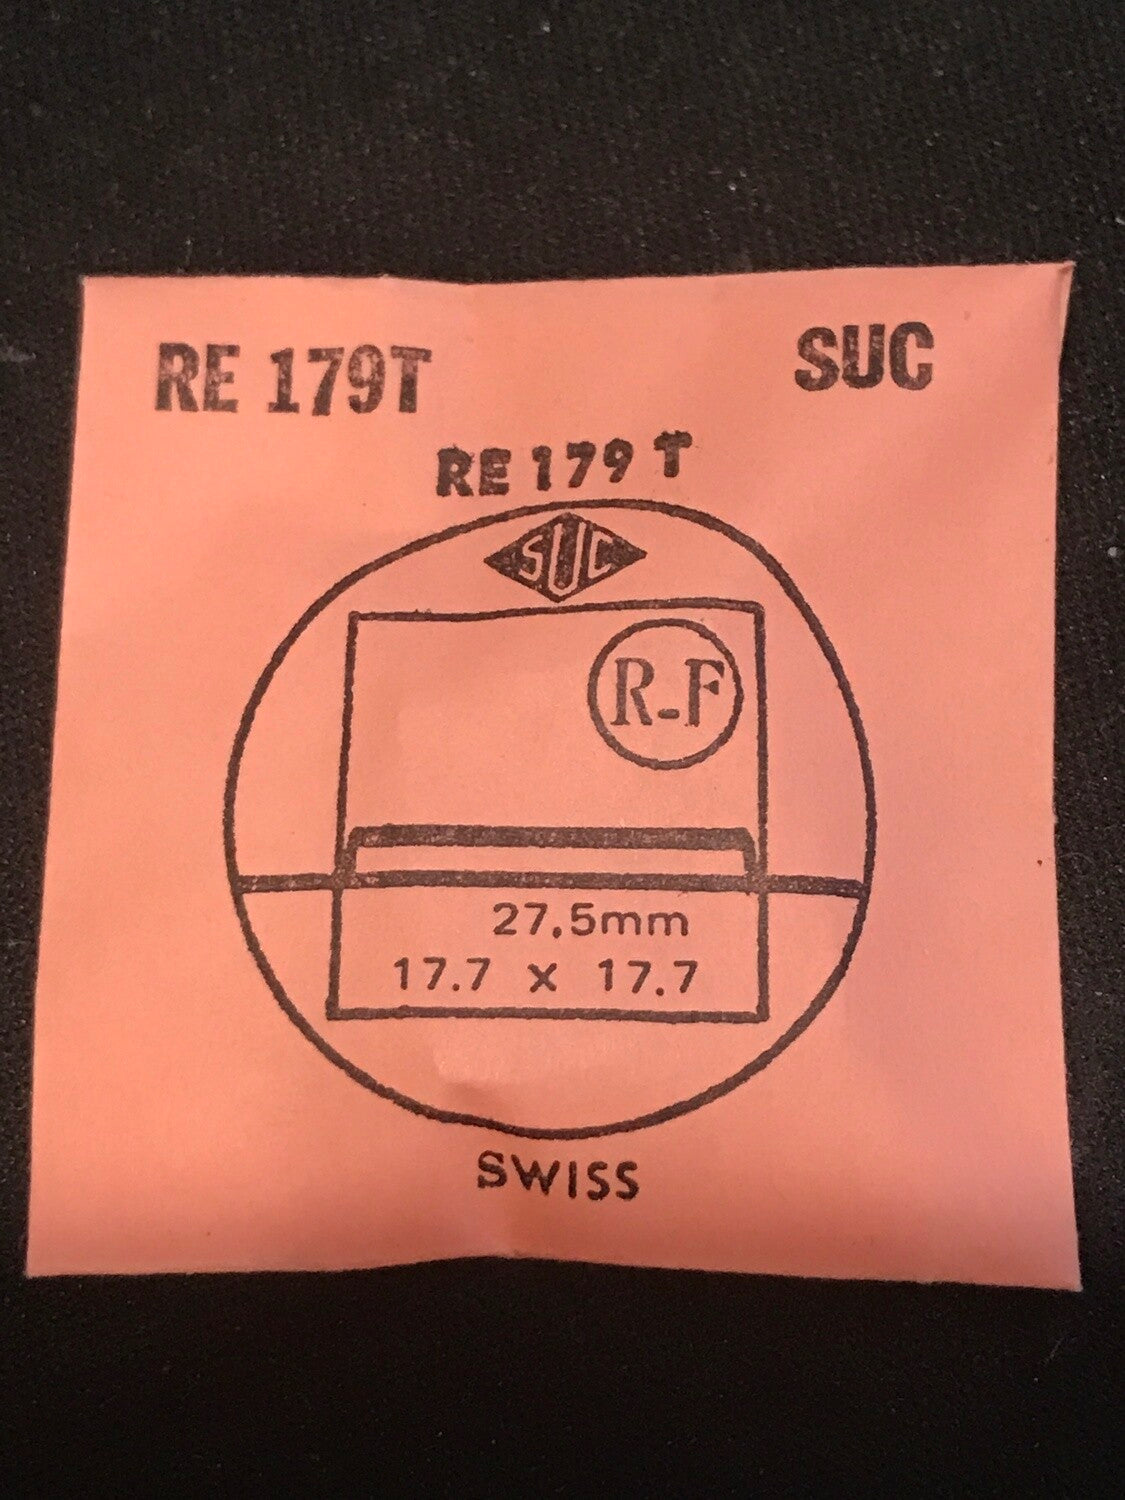 RE 179T SUC
RE 179 T
SUC
R-F
27.5mm
17.7 x 17.7
SWISS